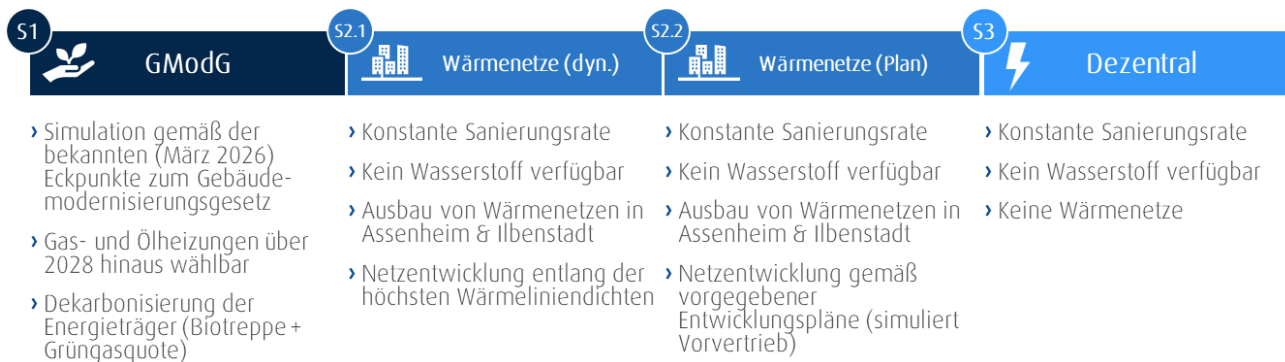 S1
GModG
› Simulation gemäß der
bekannten (März 2026)
Eckpunkte zum Gebäude-
modernisierungsgesetz
› Gas- und Ölheizungen über
2028 hinaus wählbar
› Dekarbonisierung der
Energieträger (Biotreppe +
Grüngasquote)
S2.1
Wärmenetze (dyn.)
› Konstante Sanierungsrate
› Kein Wasserstoff verfügbar
› Ausbau von Wärmenetzen in
Assenheim & Ilbenstadt
› Netzentwicklung entlang der
höchsten Wärmeliniendichten
S2.2
Wärmenetze (Plan)
› Konstante Sanierungsrate
› Kein Wasserstoff verfügbar
› Ausbau von Wärmenetzen in
Assenheim & Ilbenstadt
› Netzentwicklung gemäß
vorgegebener
Entwicklungspläne (simuliert
Vorvertrieb)
S3
Dezentral
› Konstante Sanierungsrate
› Kein Wasserstoff verfügbar
› Keine Wärmenetze